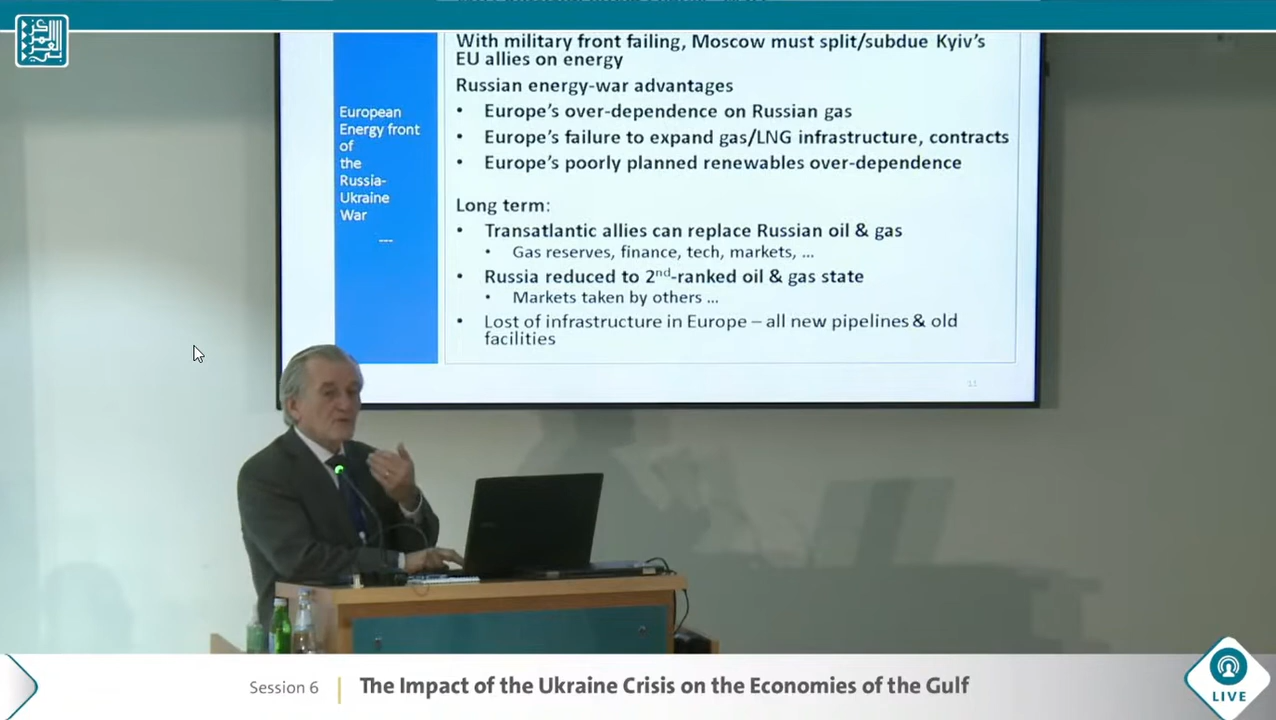 With military front failing, Moscow must split/subdue Kyiv's
EU allies on energy
Russian energy-war advantages
• Europe's over-dependence on Russian gas
• Europe's failure to expand gas/LNG infrastructure, contracts
• Europe's poorly planned renewables over-dependence
Long term:
• Transatlantic allies can replace Russian oil & gas
• Gas reserves, finance, tech, markets, ...
• Russia reduced to 2nd-ranked oil & gas state
• Markets taken by others ...
• Lost of infrastructure in Europe – all new pipelines & old
facilities
European
Energy front
of
the
Russia-
Ukraine
War
---
Session 6
The Impact of the Ukraine Crisis on the Economies of the Gulf
LIVE